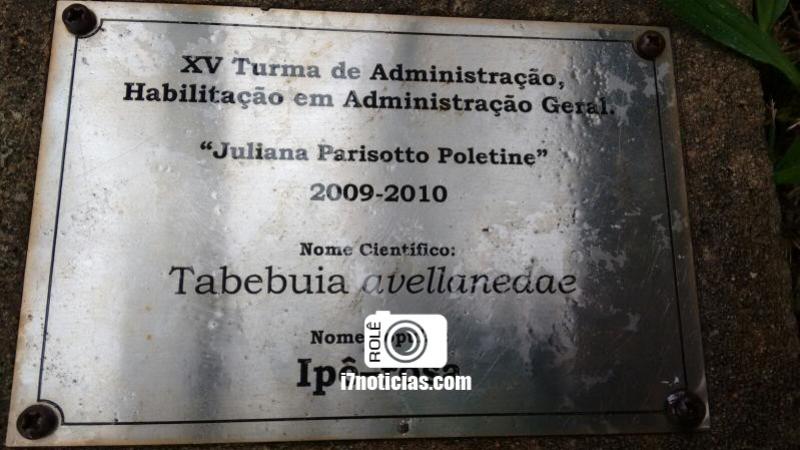 XV Turma de Administração,
Habilitação em Administração Geral.
“Juliana Parisotto Poletine”
2009-2010
Nome Científico:
Tabebuia avellanedae
Nome
ROLÊ
i7noticias.com